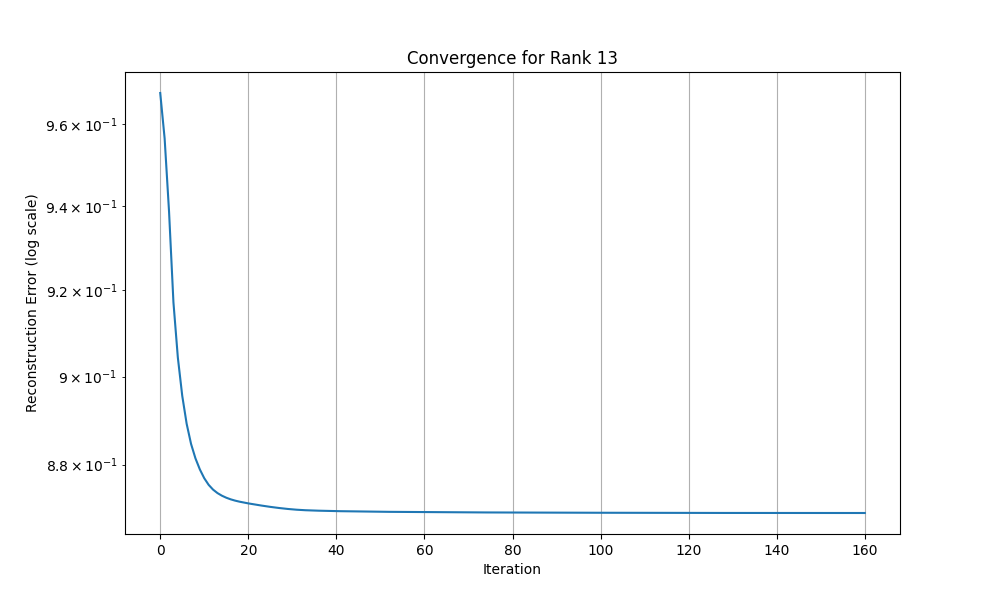 Convergence for Rank 13
Reconstruction Error (log scale)
9.6 × 10⁻¹
9.4 × 10⁻¹
9.2 × 10⁻¹
9 × 10⁻¹
8.8 × 10⁻¹
0 20 40 60 80 100 120 140 160
Iteration